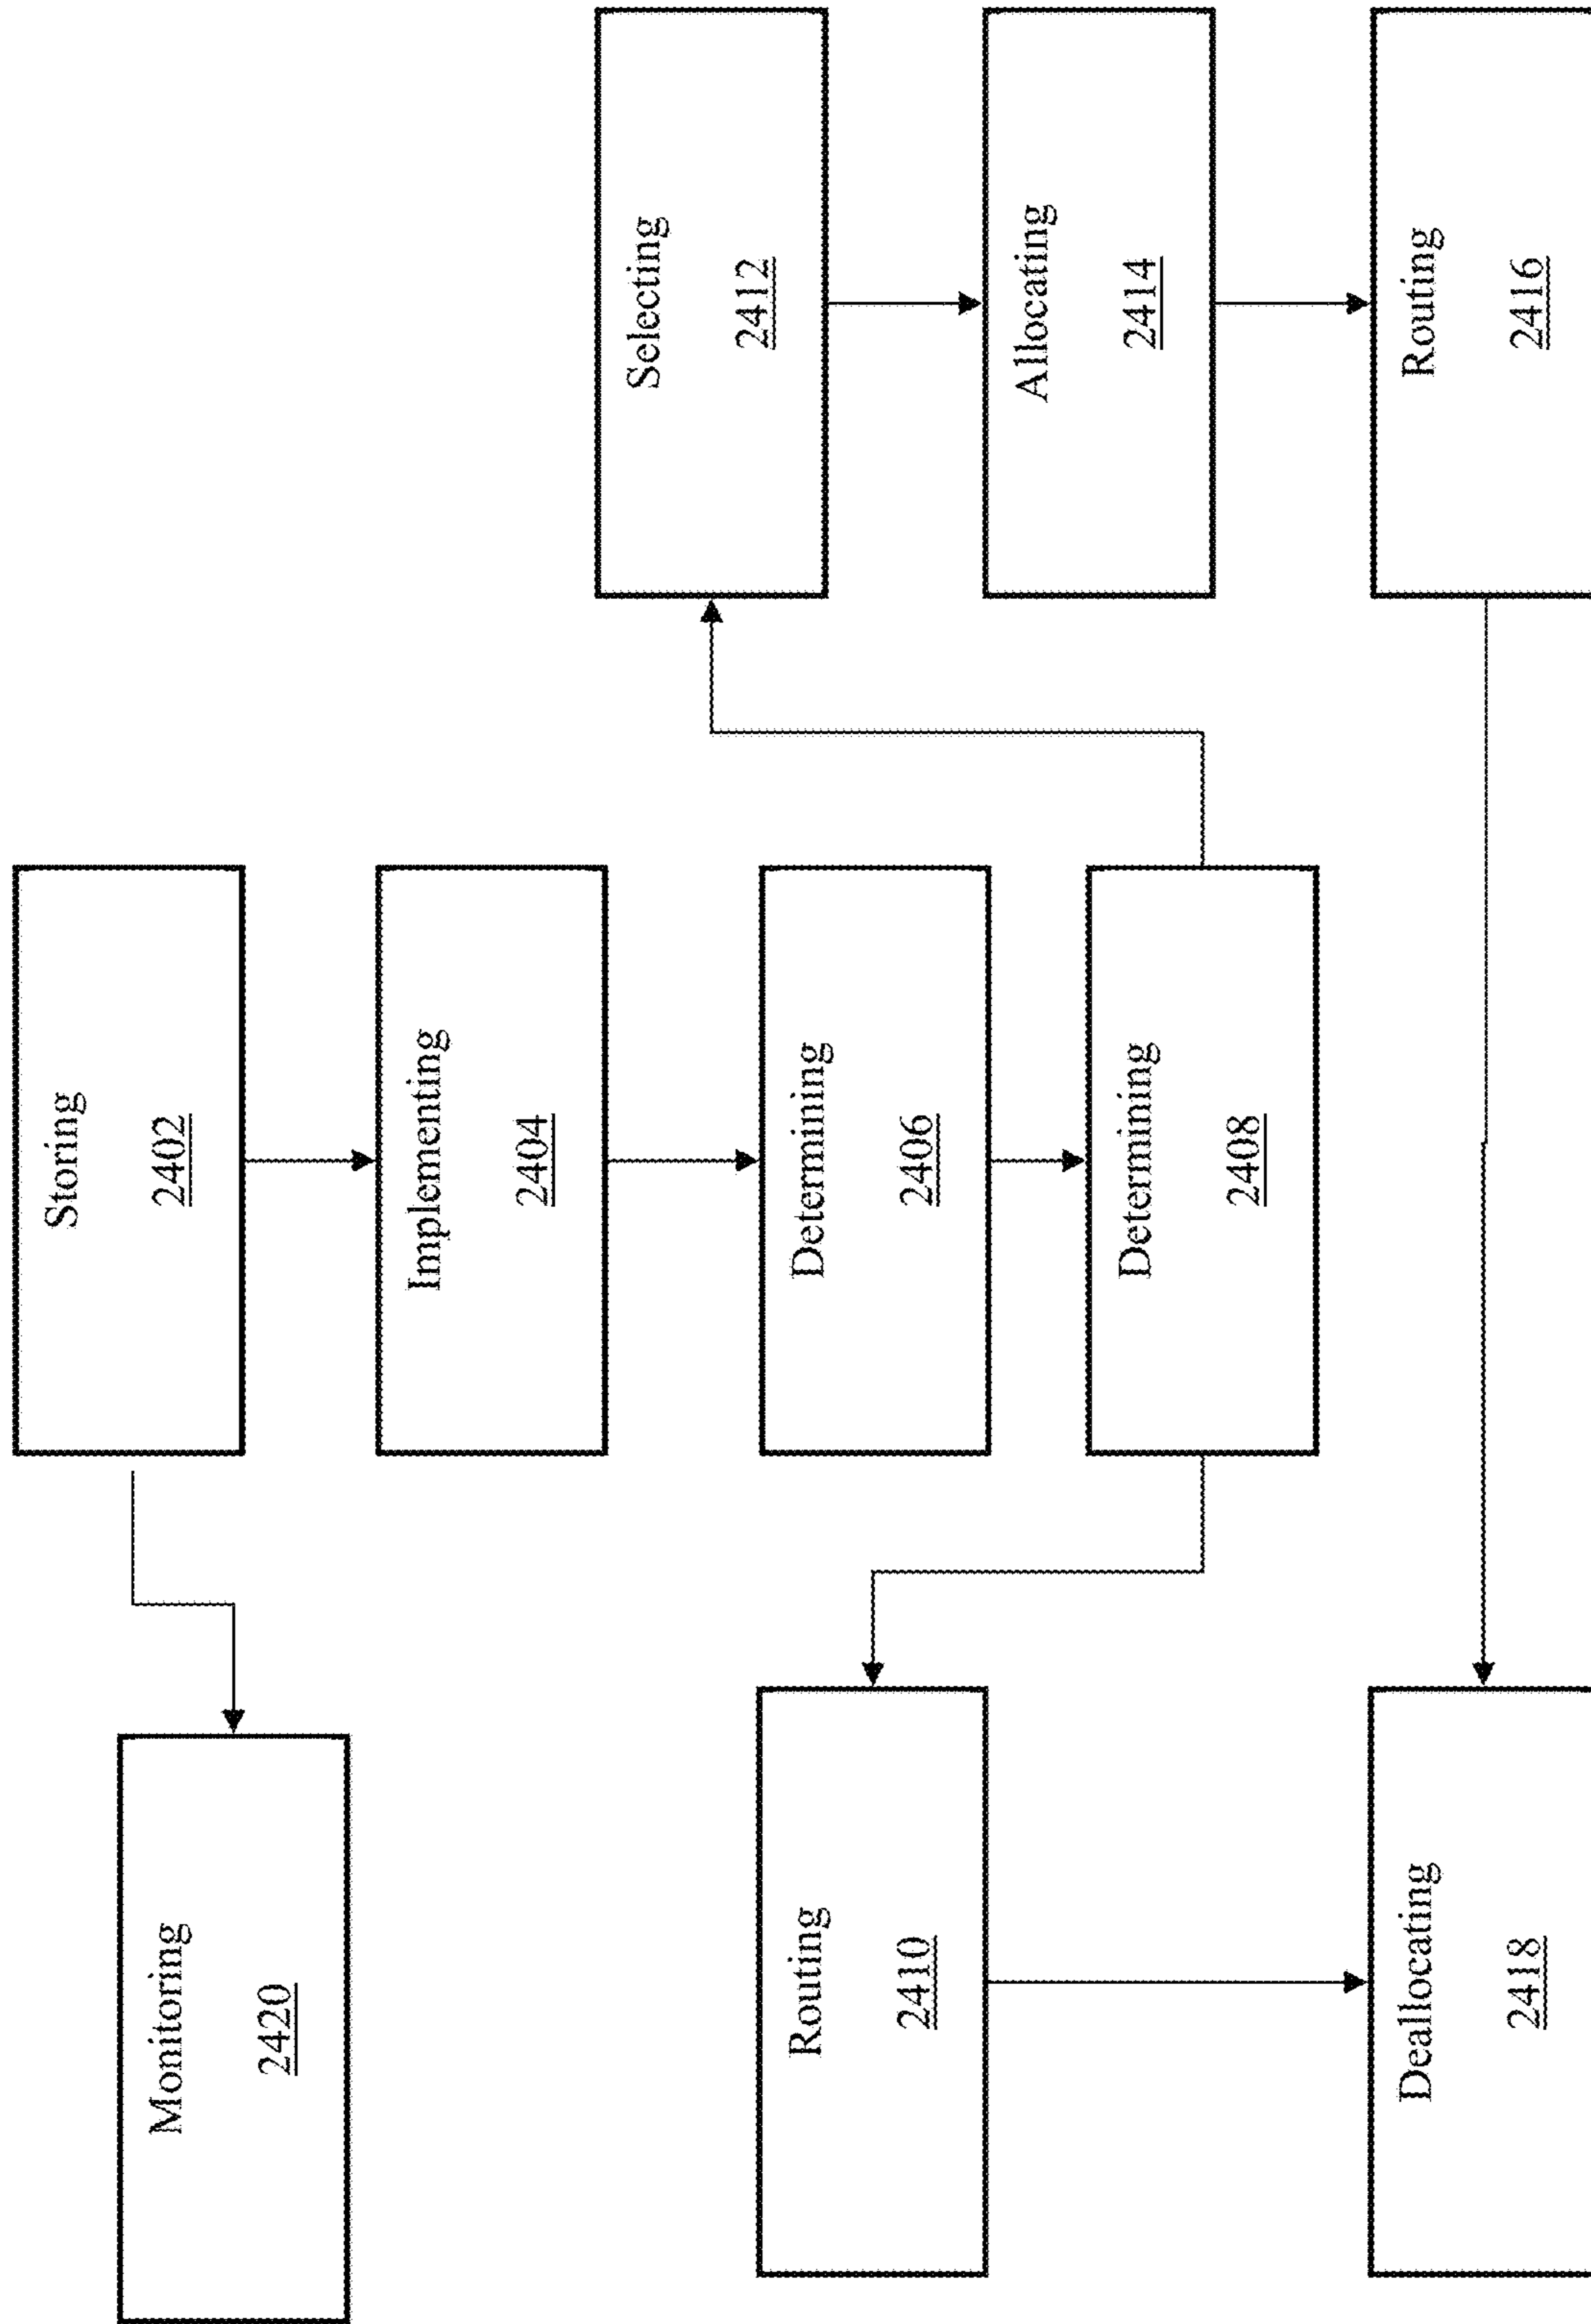 Storing
2402
Monitoring
2420
Implementing
2404
Selecting
2412
Routing
2410
Determining
2406
Allocating
2414
Determining
2408
Deallocating
2418
Routing
2416